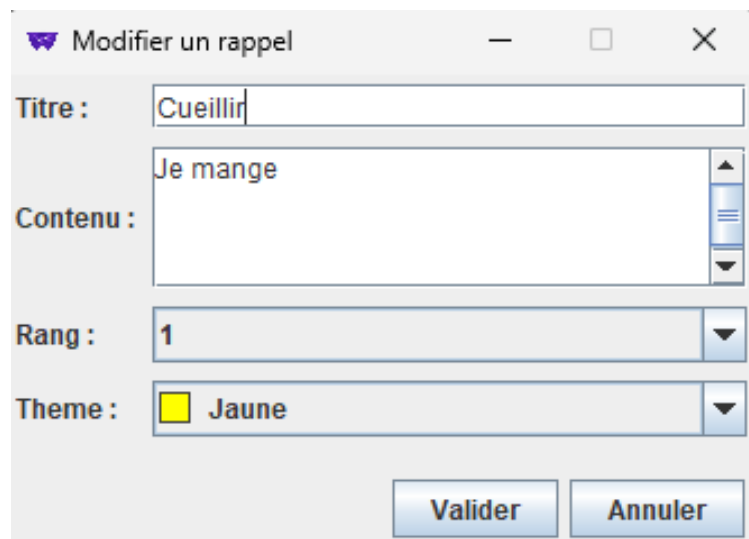 Modifier un rappel
Titre : Cueillir
Contenu : Je mange
Rang : 1
Theme : Jaune
Valider Annuler